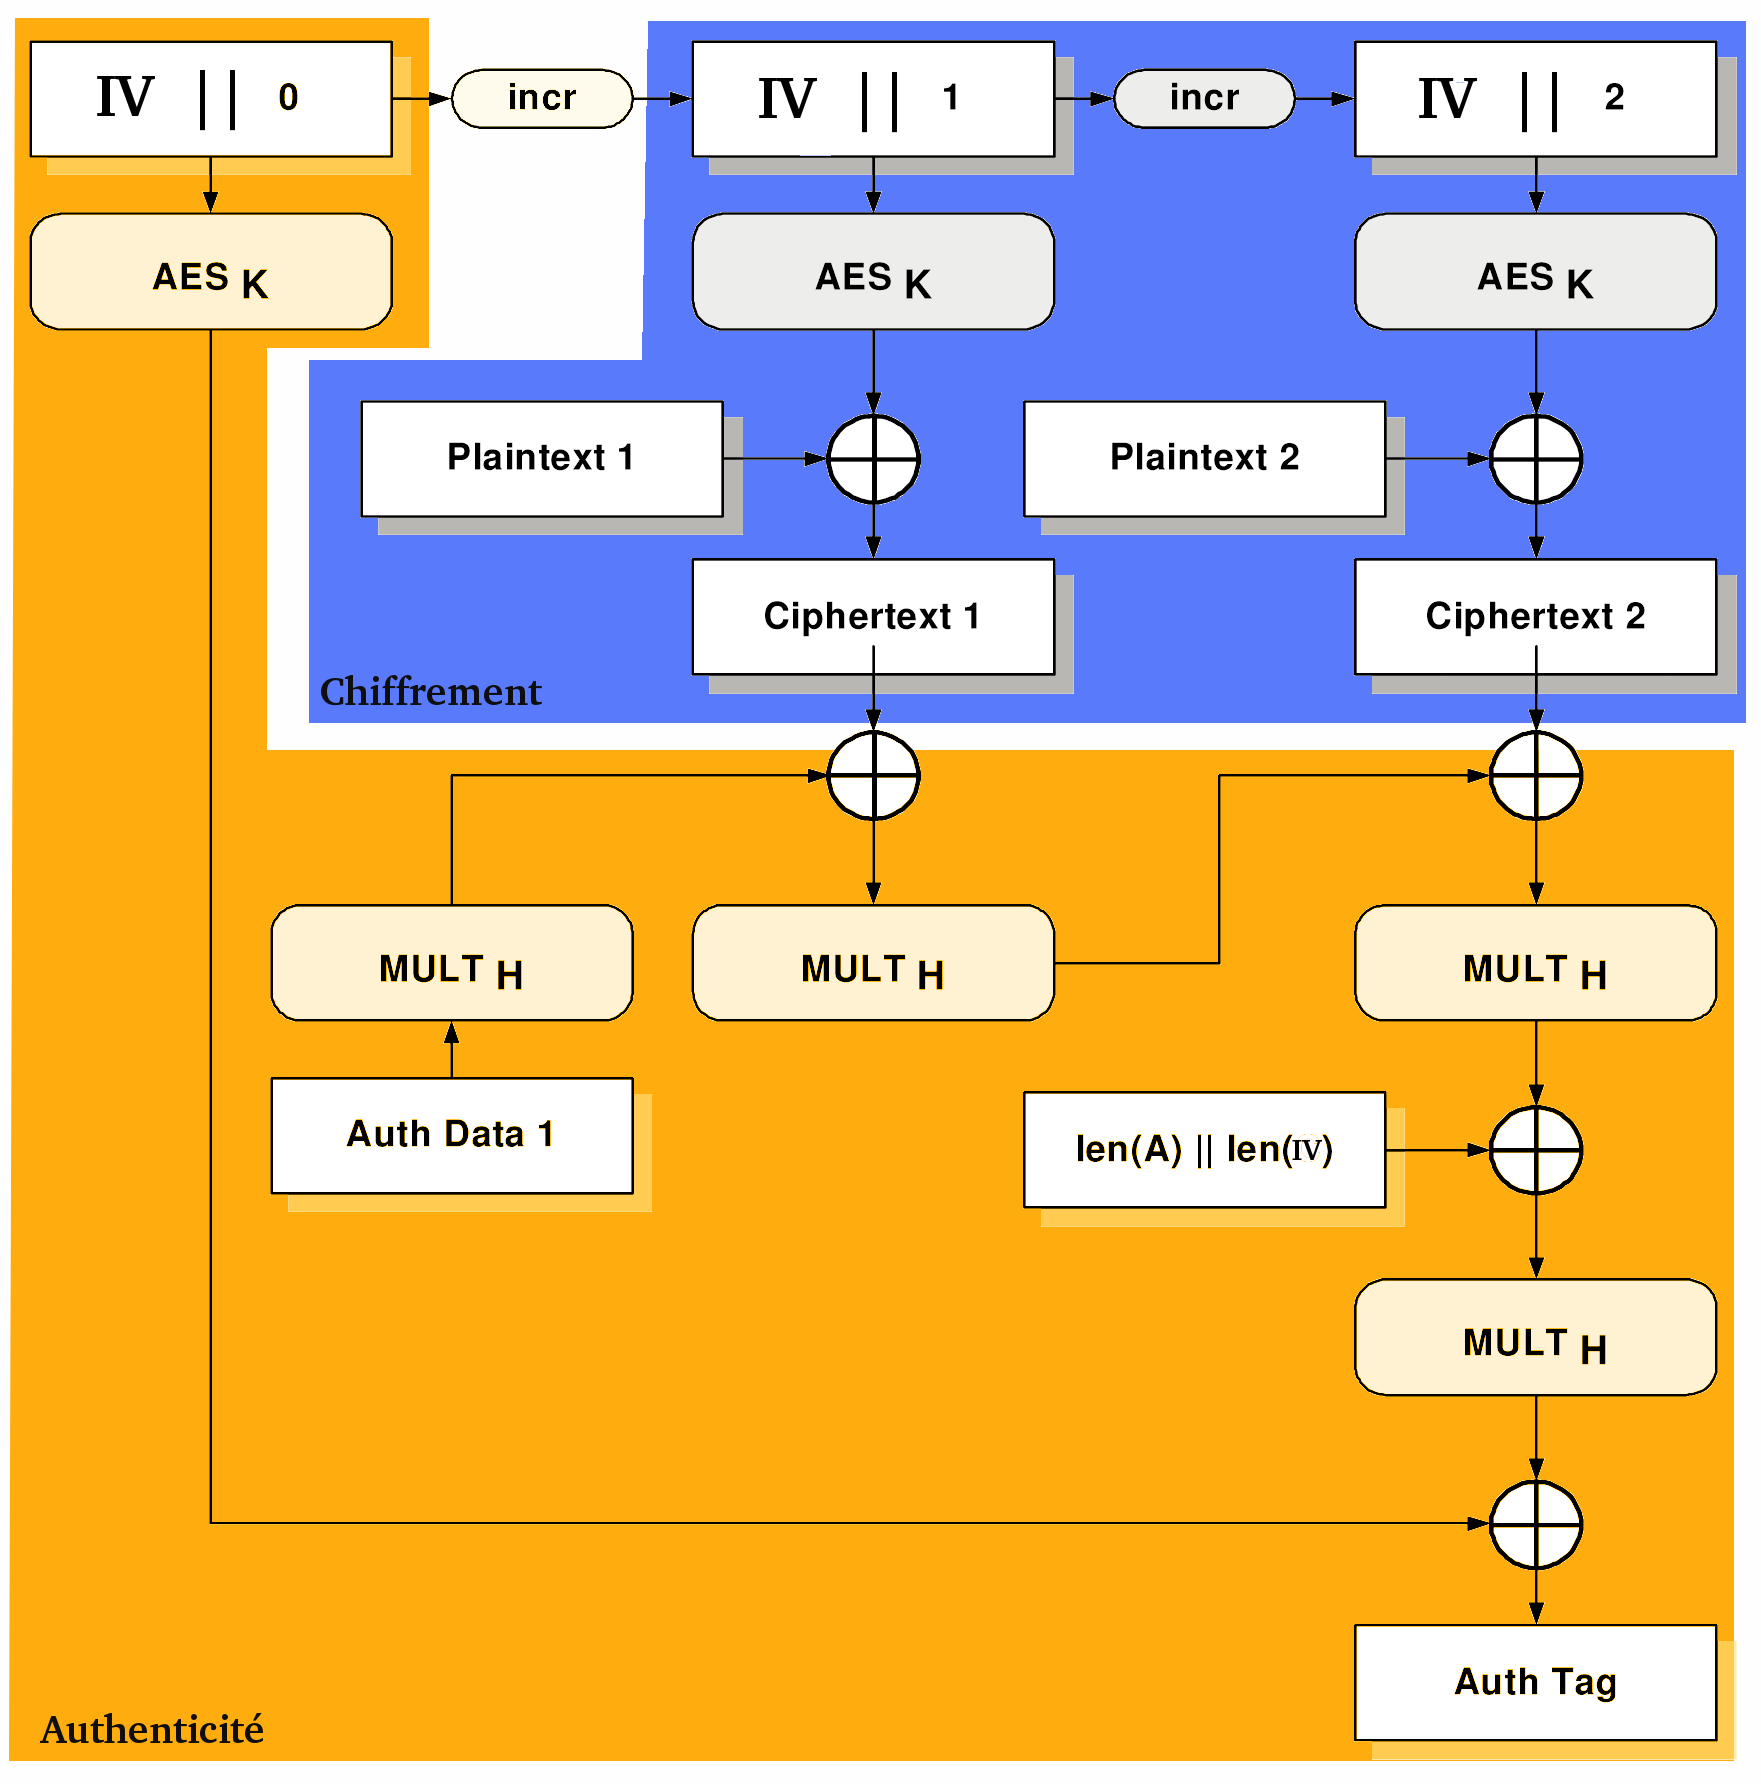 IV || 0
incr
IV || 1
incr
IV || 2
AES K
AES K
AES K
Plaintext 1
Plaintext 2
Ciphertext 1
Ciphertext 2
Chiffrement
MULT H
MULT H
MULT H
Auth Data 1
len(A) || len(IV)
MULT H
Auth Tag
Authenticité